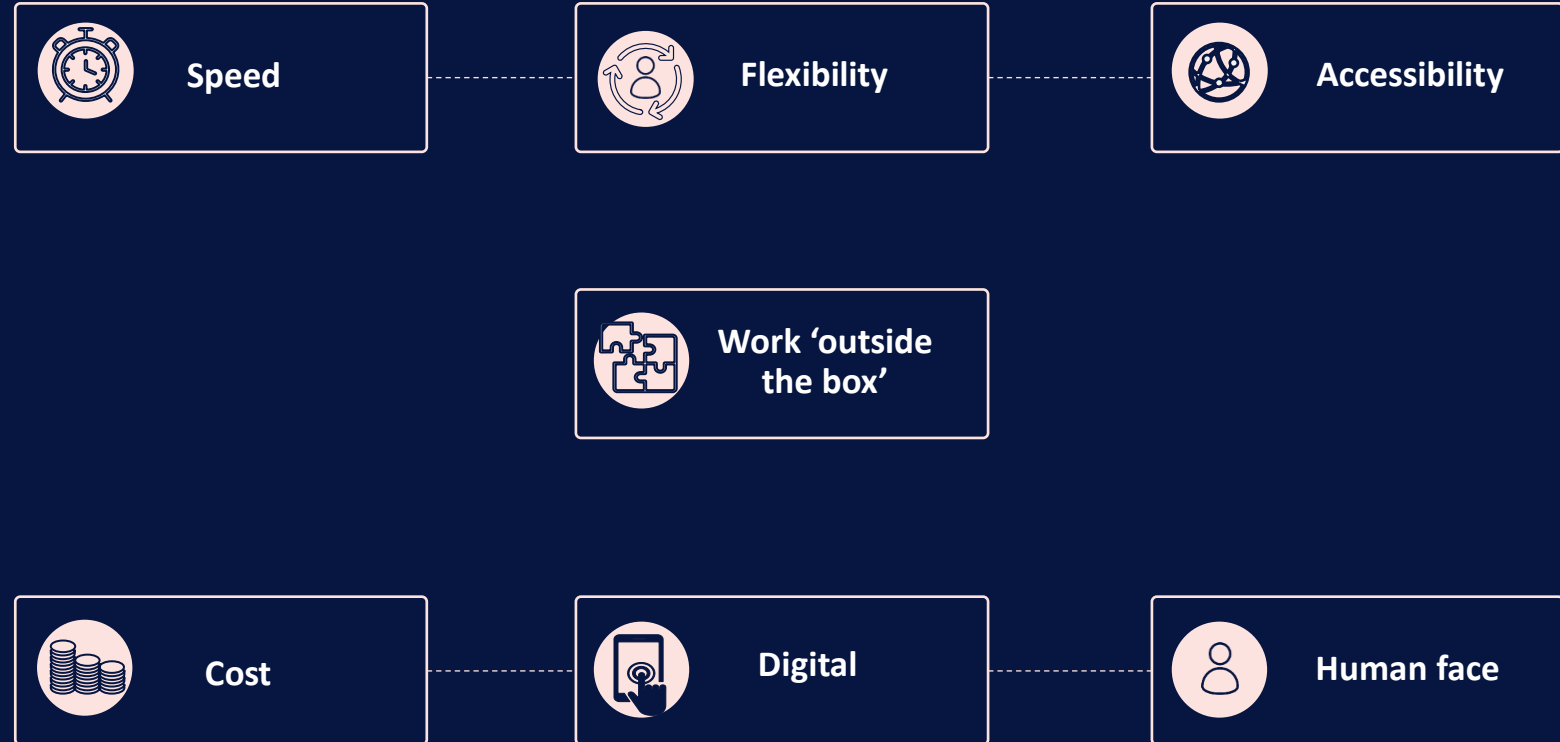 Speed
Flexibility
Accessibility
Work ‘outside
the box’
Cost
Digital
Human face